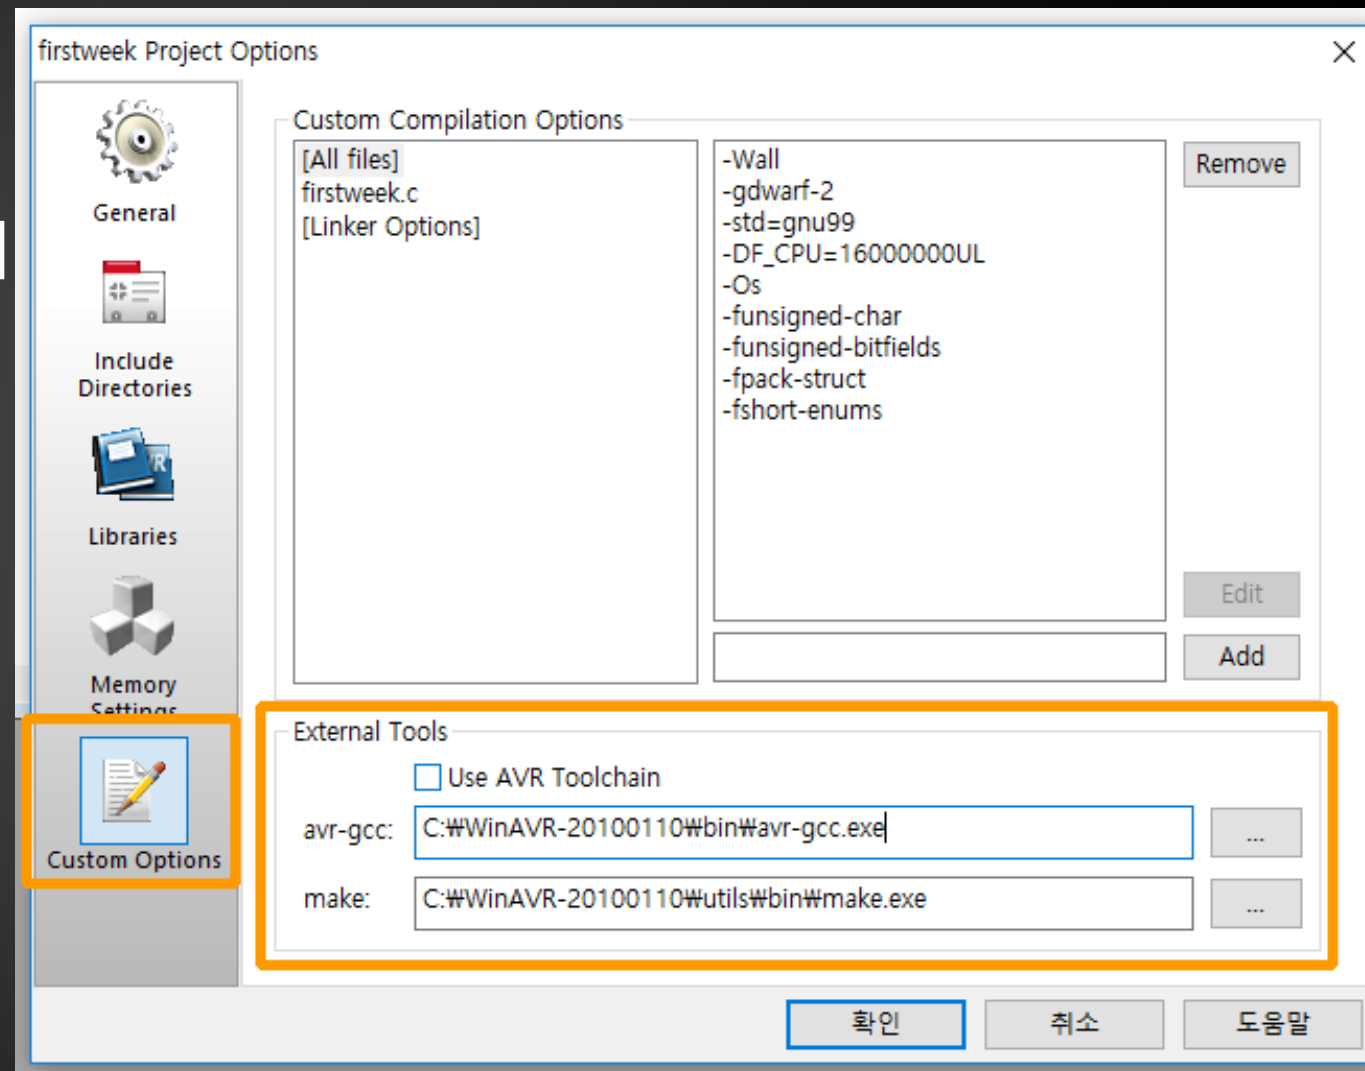 firstweek Project Options
General
Include
Directories
Libraries
Memory
Settings
Custom Options
Custom Compilation Options
[All files]
firstweek.c
[Linker Options]
-Wall
-gdwarf-2
-std=gnu99
-DF_CPU=16000000UL
-Os
-funsigned-char
-funsigned-bitfields
-fpack-struct
-fshort-enums
Remove
Edit
Add
External Tools
Use AVR Toolchain
avr-gcc: C:₩WinAVR-20100110₩bin₩avr-gcc.exe ...
make: C:₩WinAVR-20100110₩utils₩bin₩make.exe ...
확인 취소 도움말